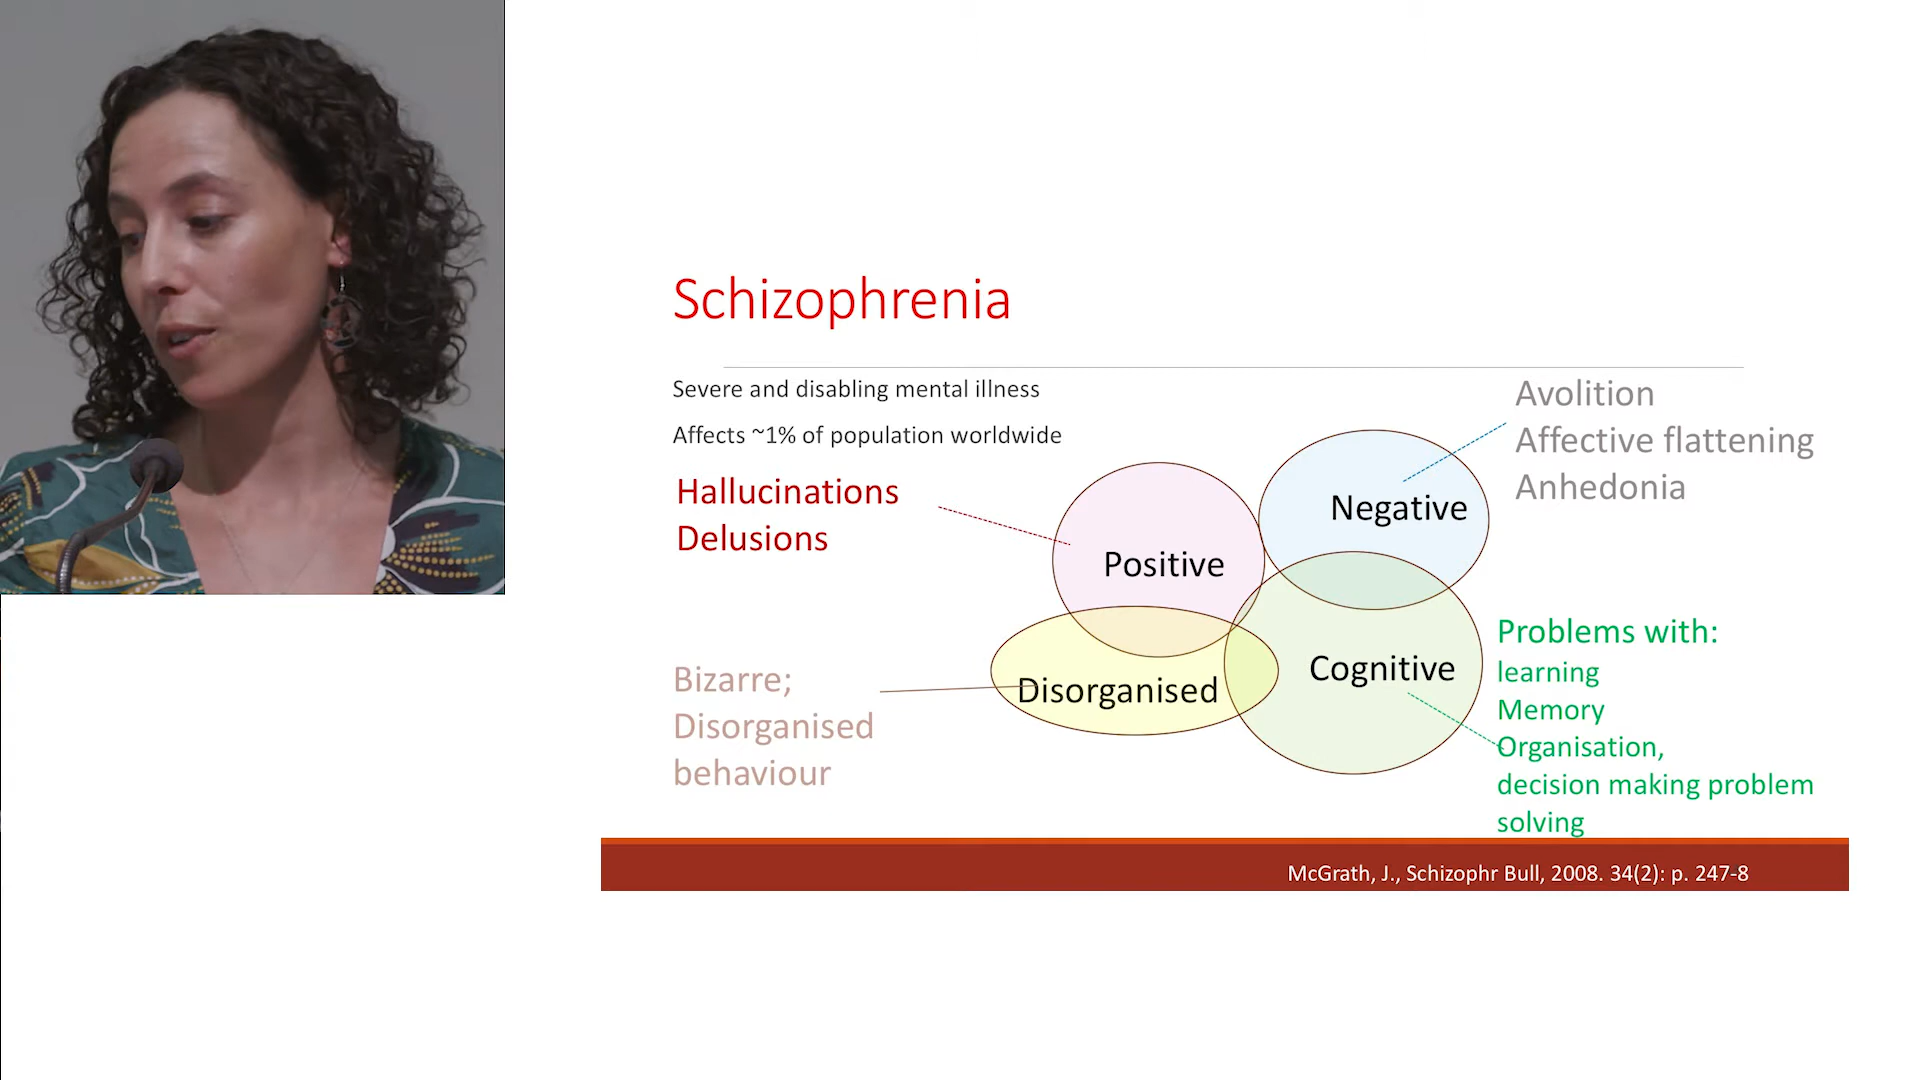 Schizophrenia
Severe and disabling mental illness
Affects ~1% of population worldwide
Hallucinations
Delusions
Bizarre;
Disorganised
behaviour
Positive
Negative
Disorganised
Cognitive
Avolition
Affective flattening
Anhedonia
Problems with:
learning
Memory
Organisation,
decision making problem
solving
McGrath, J., Schizophr Bull, 2008. 34(2): p. 247-8